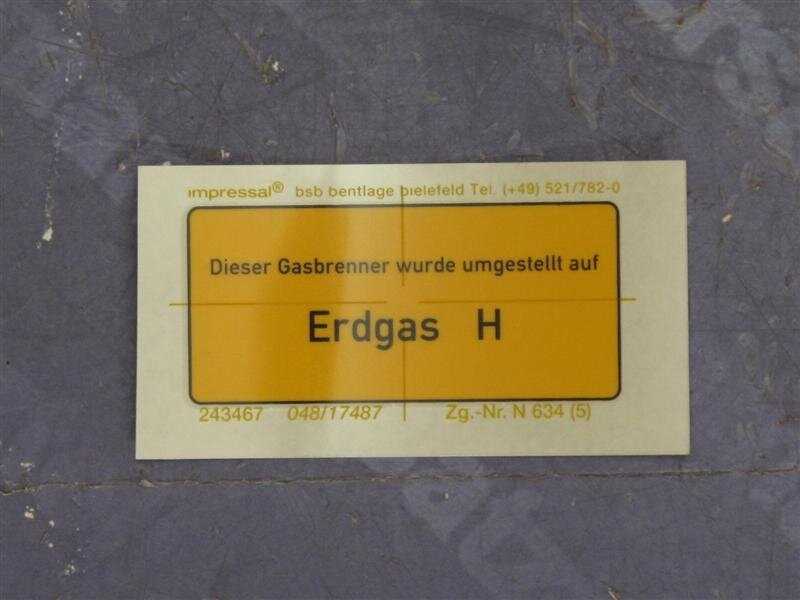 impressal® bsb bentlage bielefeld Tel. (+49) 521/782-0
Dieser Gasbrenner wurde umgestellt auf
Erdgas H
243467 048/17487 Zg.-Nr. N 634 (5)